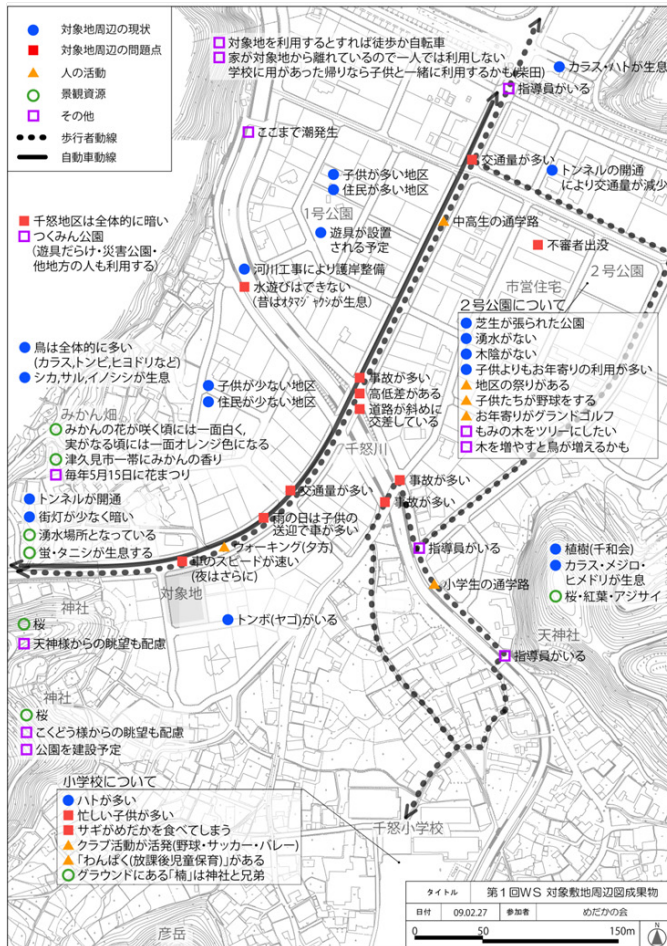 対象地周辺の現状
対象地周辺の問題点
人の活動
景観資源
その他
歩行者動線
自動車動線
対象地を利用するとすれば徒歩か自転車
家が対象地から離れているので一人では利用しない
学校に用があった帰りなら子供と一緒に利用するかも(柴田)
カラス・ハトが生息
指導員がいる
ここまで潮発生
交通量が多い
トンネルの開通
により交通量が減少
子供が多い地区
住民が多い地区
1号公園
遊具が設置
される予定
中高生の通学路
不審者出没
千怒地区は全体的に暗い
つくみん公園
(遊具だらけ・災害公園・
他地方の人も利用する)
河川工事により護岸整備
水遊びはできない
(昔はオタマジャクシが生息)
市営住宅
2号公園
2号公園について
芝生が張られた公園
湧水がない
木陰がない
子供よりもお年寄りの利用が多い
地区の祭りがある
子供たちが野球をする
お年寄りがグランドゴルフ
もみの木をツリーにしたい
木を増やすと鳥が増えるかも
鳥は全体的に多い
(カラス、トンビ、ヒヨドリなど)
シカ、サル、イノシシが生息
子供が少ない地区
住民が少ない地区
事故が多い
高低差がある
道路が斜めに
交差している
千怒川
みかん畑
みかんの花が咲く頃には一面白く、
実がなる頃には一面オレンジ色になる
津久見市一帯にみかんの香り
毎年5月15日に花まつり
トンネルが開通
街灯が少なく暗い
湧水場所となっている
蛍・タニシが生息する
交通量が多い
雨の日は子供の
送迎で車が多い
ウォーキング(夕方)
車のスピードが速い
(夜はさらに)
事故が多い
事故が多い
指導員がいる
小学生の通学路
植樹(千和会)
カラス・メジロ・
ヒメドリが生息
桜・紅葉・アジサイ
天神社
指導員がいる
対象地
トンボ(ヤゴ)がいる
神社
桜
天神様からの眺望も配慮
神社
桜
こくどう様からの眺望も配慮
公園を建設予定
小学校について
ハトが多い
忙しい子供が多い
サギがめだかを食べてしまう
クラブ活動が活発(野球・サッカー・バレー)
「わんぱく(放課後児童保育)」がある
グラウンドにある「楠」は神社と兄弟
千怒小学校
彦岳
タイトル 第1回WS 対象敷地周辺図成果物
日付 09.02.27 参加者 めだかの会
0 50 150m
N